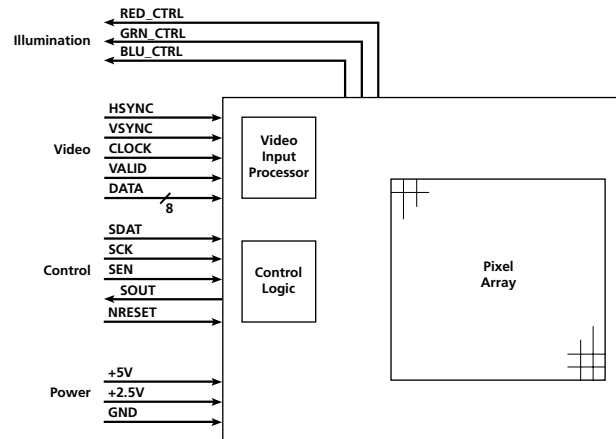 Illumination
RED_CTRL
GRN_CTRL
BLU_CTRL
Video
HSYNC
VSYNC
CLOCK
VALID
DATA
8
Video
Input
Processor
Control
SDAT
SCK
SEN
SOUT
NRESET
Control
Logic
Pixel
Array
Power
+5V
+2.5V
GND